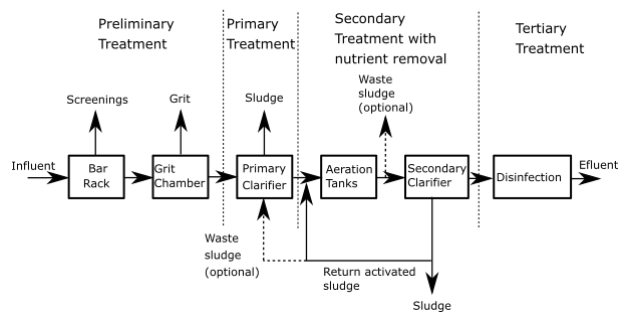 Preliminary
Treatment
Primary
Treatment
Secondary
Treatment with
nutrient removal
Tertiary
Treatment
Screenings
Grit
Sludge
Waste
sludge
(optional)
Influent
Bar
Rack
Grit
Chamber
Primary
Clarifier
Aeration
Tanks
Secondary
Clarifier
Disinfection
Efluent
Waste
sludge
(optional)
Return activated
sludge
Sludge